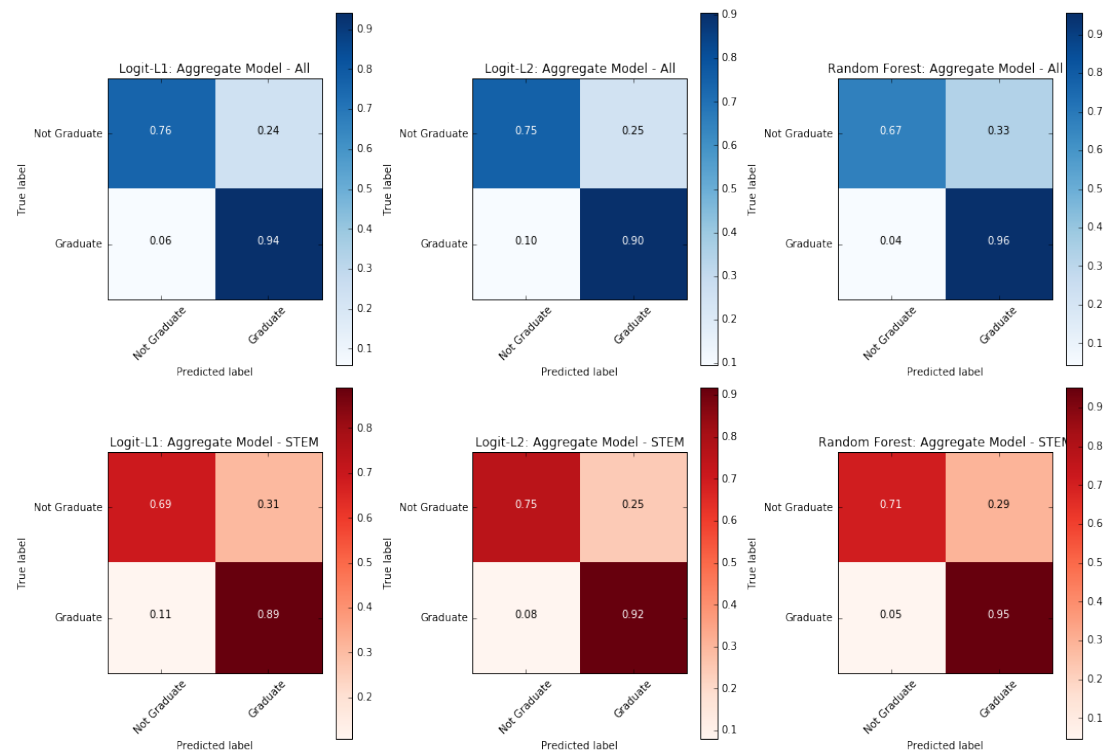 Logit-L1: Aggregate Model - All
Not Graduate
Graduate
True label
0.76
0.24
0.06
0.94
Not Graduate
Graduate
Predicted label
0.9
0.8
0.7
0.6
0.5
0.4
0.3
0.2
0.1
Logit-L2: Aggregate Model - All
Not Graduate
Graduate
True label
0.75
0.25
0.10
0.90
Not Graduate
Graduate
Predicted label
0.9
0.8
0.7
0.6
0.5
0.4
0.3
0.2
0.1
Random Forest: Aggregate Model - All
Not Graduate
Graduate
True label
0.67
0.33
0.04
0.96
Not Graduate
Graduate
Predicted label
0.9
0.8
0.7
0.6
0.5
0.4
0.3
0.2
0.1
Logit-L1: Aggregate Model - STEM
Not Graduate
Graduate
True label
0.69
0.31
0.11
0.89
Not Graduate
Graduate
Predicted label
0.8
0.7
0.6
0.5
0.4
0.3
0.2
Logit-L2: Aggregate Model - STEM
Not Graduate
Graduate
True label
0.75
0.25
0.08
0.92
Not Graduate
Graduate
Predicted label
0.9
0.8
0.7
0.6
0.5
0.4
0.3
0.2
0.1
Random Forest: Aggregate Model - STEM
Not Graduate
Graduate
True label
0.71
0.29
0.05
0.95
Not Graduate
Graduate
Predicted label
0.9
0.8
0.7
0.6
0.5
0.4
0.3
0.2
0.1